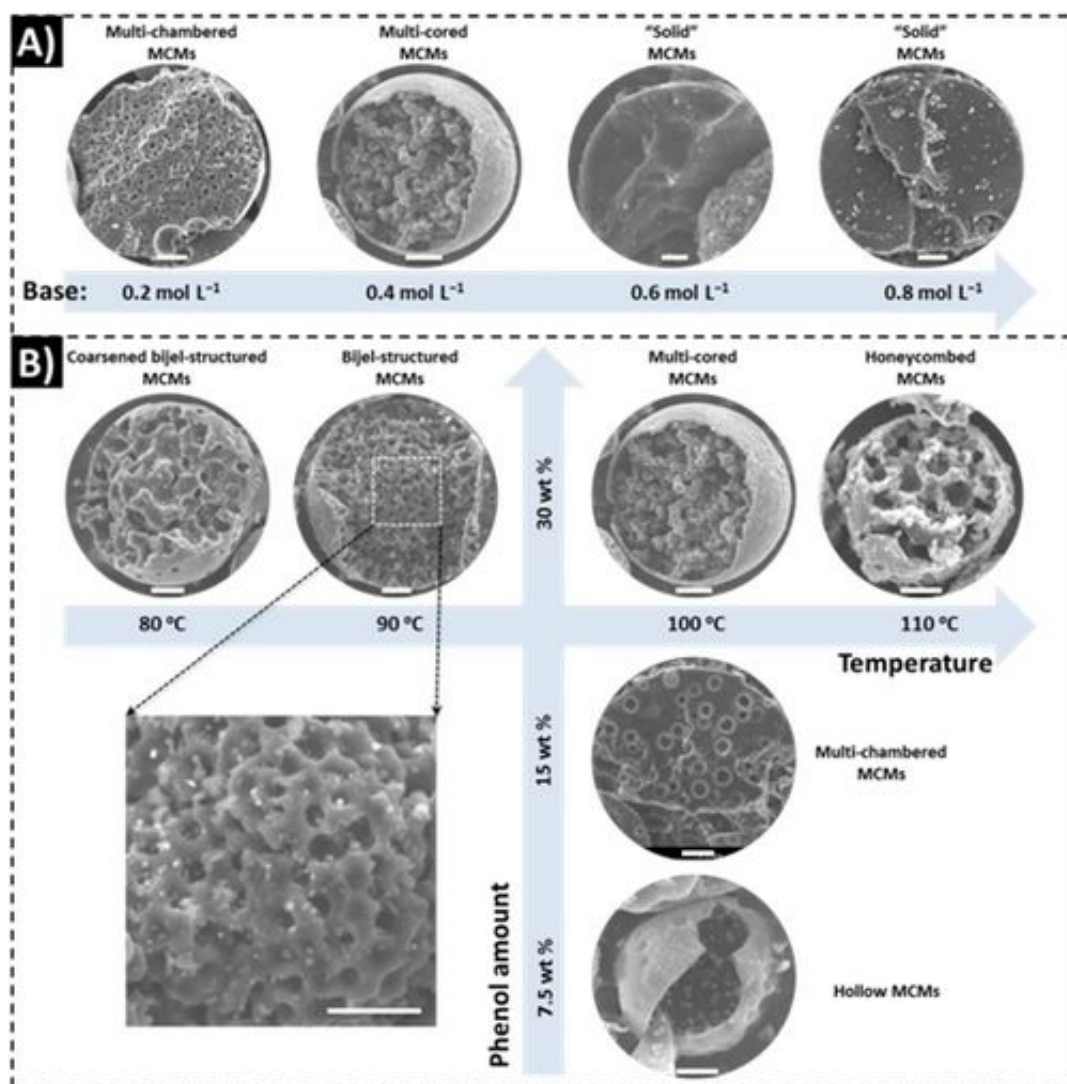 A)
Multi-chambered
MCMs
Multi-cored
MCMs
"Solid"
MCMs
"Solid"
MCMs
Base:
0.2 mol L⁻¹
0.4 mol L⁻¹
0.6 mol L⁻¹
0.8 mol L⁻¹
B)
Coarsened bijel-structured
MCMs
Bijel-structured
MCMs
Multi-cored
MCMs
Honeycombed
MCMs
30 wt %
80 °C
90 °C
100 °C
110 °C
Temperature
15 wt %
Multi-chambered
MCMs
Phenol amount
7.5 wt %
Hollow MCMs